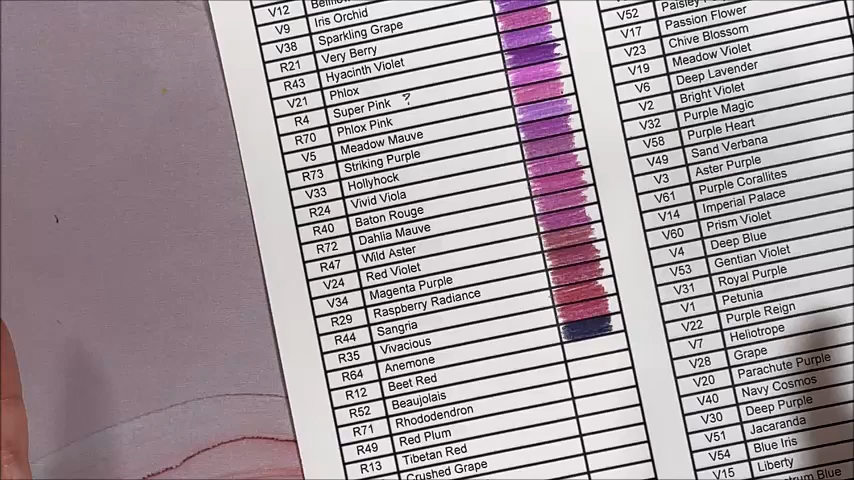 V12
V9 Iris Orchid
V38 Sparkling Grape
R21 Very Berry
R43 Hyacinth Violet
V21 Phlox
R4 Super Pink ?
R70 Phlox Pink
V5 Meadow Mauve
R73 Striking Purple
V33 Hollyhock
R24 Vivid Viola
R40 Baton Rouge
R72 Dahlia Mauve
R47 Wild Aster
V24 Red Violet
V34 Magenta Purple
R29 Raspberry Radiance
R44 Sangria
R35 Vivacious
R64 Anemone
R12 Beet Red
R52 Beaujolais
R71 Rhododendron
R49 Red Plum
R13 Tibetan Red
Crushed Grape
V52 Paisley
V17 Passion Flower
V23 Chive Blossom
V19 Meadow Violet
V6 Deep Lavender
V2 Bright Violet
V32 Purple Magic
V58 Purple Heart
V49 Sand Verbana
V3 Aster Purple
V61 Purple Corallites
V14 Imperial Palace
V60 Prism Violet
V4 Deep Blue
V53 Gentian Violet
V31 Royal Purple
V1 Petunia
V22 Purple Reign
V7 Heliotrope
V28 Grape
V20 Parachute Purple
V40 Navy Cosmos
V30 Deep Purple
V51 Jacaranda
V54 Blue Iris
V15 Liberty
Blue